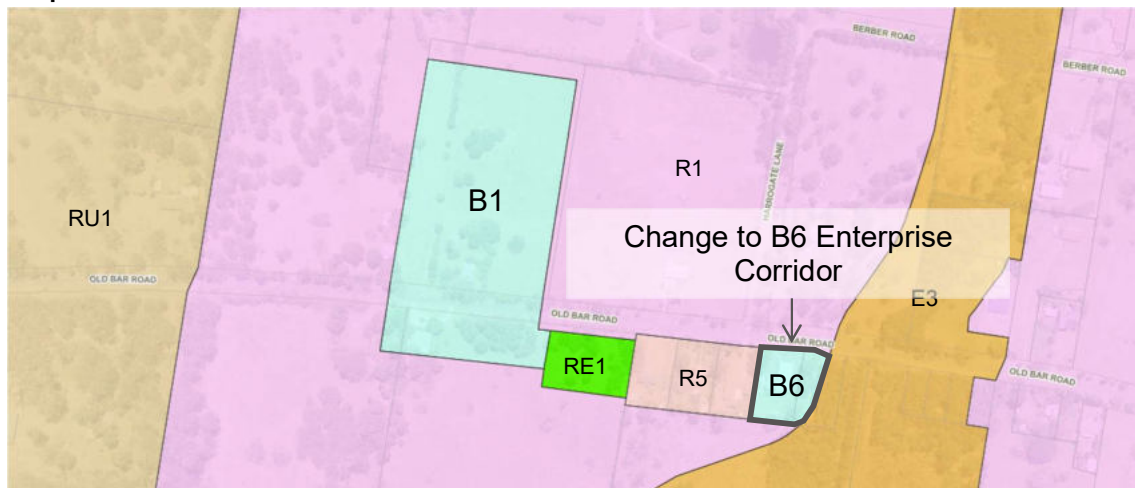 BERBER ROAD
BERBER ROAD
HARROGATE LANE
R1
B1
RU1
Change to B6 Enterprise
Corridor
OLD BAR ROAD
E3
OLD BAR ROAD
OLD BAR ROAD
RE1
R5
B6
OLD BAR ROAD